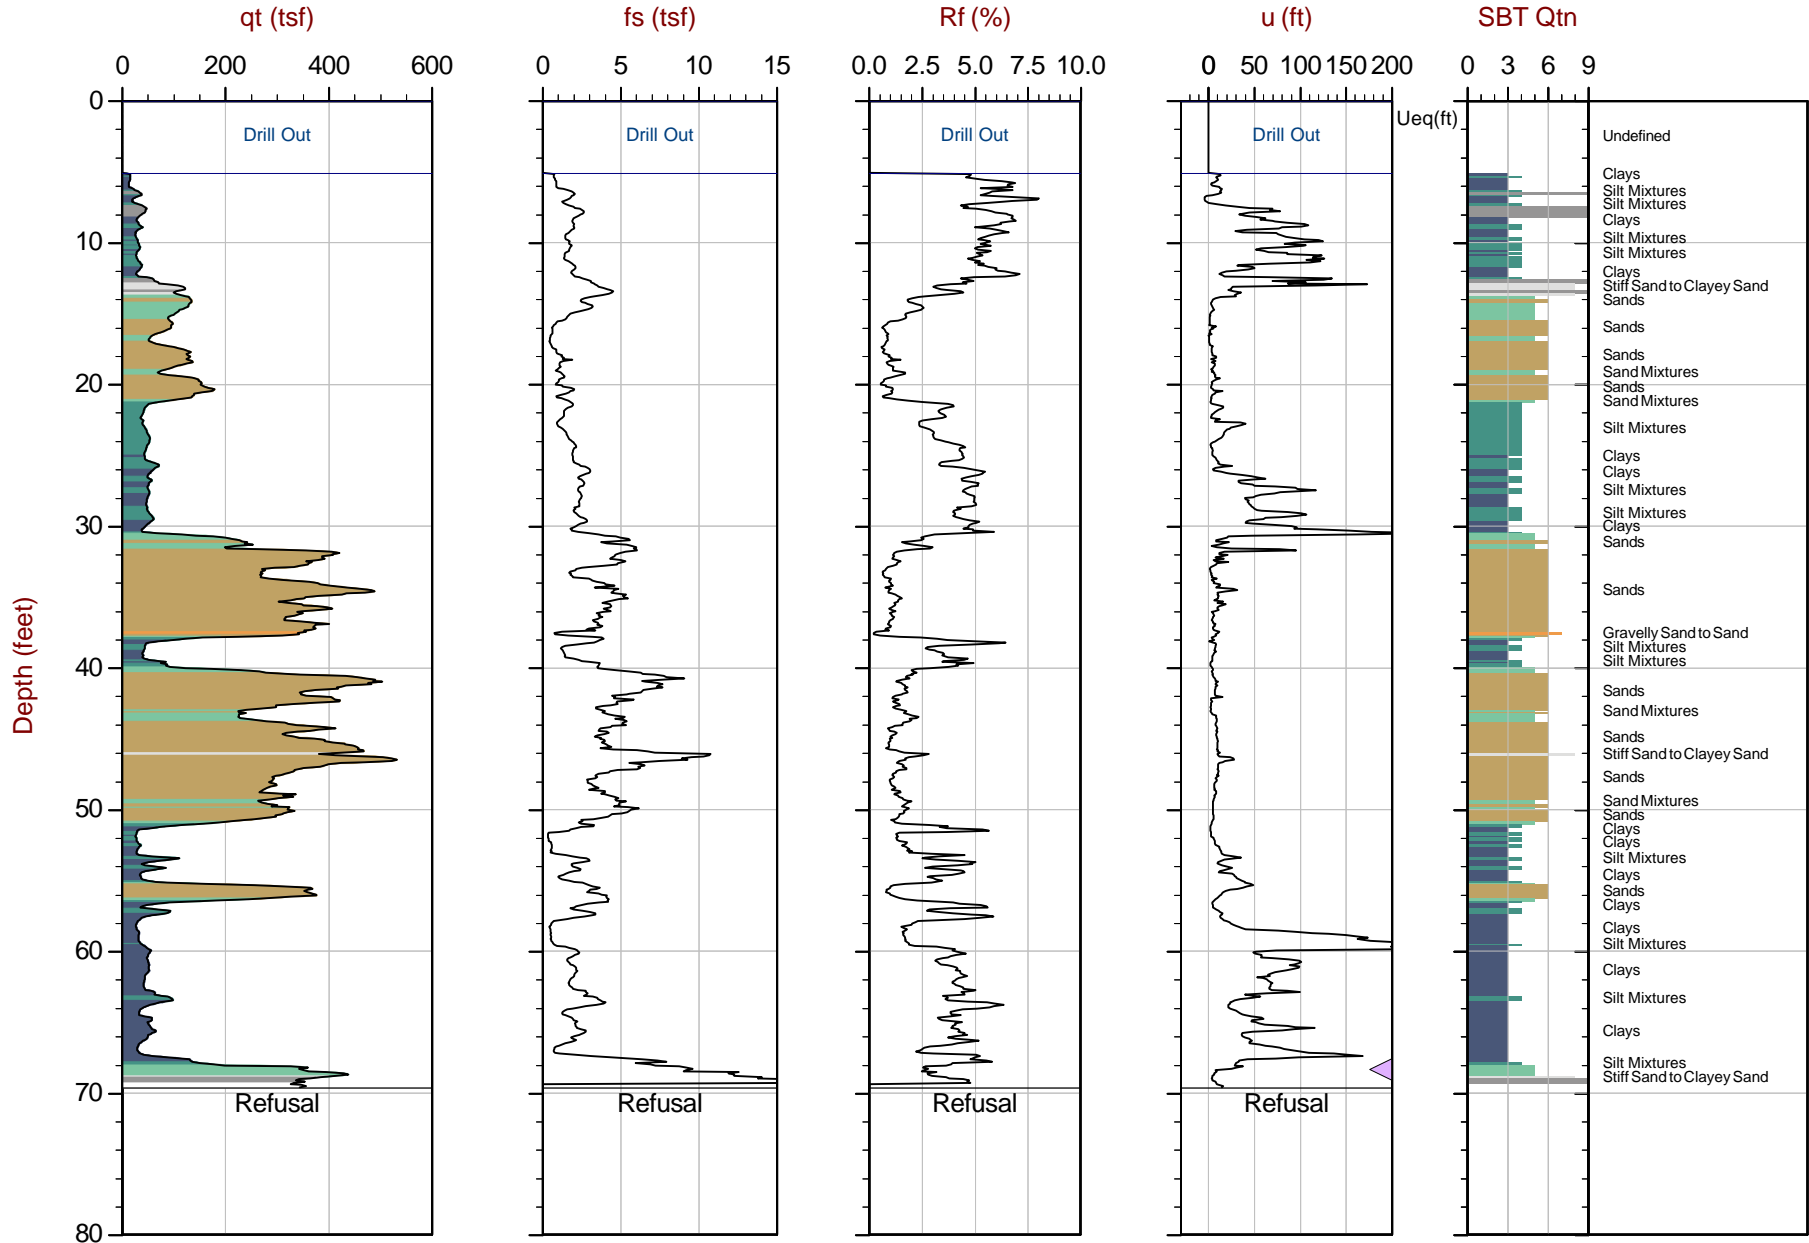 qt (tsf) fs (tsf) Rf (%) u (ft) SBT Qtn
0 200 400 600 0 5 10 15 0.0 2.5 5.0 7.5 10.0 0 50 100 150 200 0 3 6 9
0
Ueq(ft)
Drill Out Drill Out Drill Out Drill Out Undefined
Clays
Silt Mixtures
Silt Mixtures
Clays
Silt Mixtures
10
Silt Mixtures
Clays
Stiff Sand to Clayey Sand
Sands
Sands
Sands
Sand Mixtures
20 Sands
Sand Mixtures
Silt Mixtures
Clays
Clays
Silt Mixtures
Silt Mixtures
30 Clays
Sands
Sands
Gravelly Sand to Sand
Silt Mixtures
Silt Mixtures
40
Depth (feet)
Sands
Sand Mixtures
Sands
Stiff Sand to Clayey Sand
Sands
Sand Mixtures
50 Sands
Clays
Clays
Silt Mixtures
Clays
Sands
Clays
Clays
Silt Mixtures
60
Clays
Silt Mixtures
Clays
Silt Mixtures
Stiff Sand to Clayey Sand
70
Refusal Refusal Refusal Refusal
80